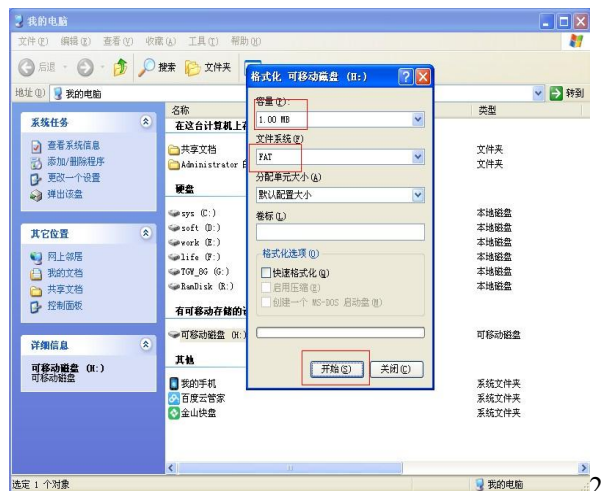 我的电脑
文件(F) 编辑(E) 查看(V) 收藏(A) 工具(T) 帮助(H)
后退 搜索 文件夹
地址(D) 我的电脑 转到
名称 类型
系统任务
查看系统信息
添加/删除程序
更改一个设置
弹出该盘
其它位置
网上邻居
我的文档
共享文档
控制面板
详细信息
可移动磁盘 (H:)
可移动磁盘
在这台计算机上
共享文档 文件夹
Administrator 文件夹
硬盘
sys (C:) 本地磁盘
soft (D:) 本地磁盘
work (E:) 本地磁盘
life (F:) 本地磁盘
TGV_8G (G:) 本地磁盘
RamDisk (R:) 本地磁盘
有可移动存储的
可移动磁盘 (H:) 可移动磁盘
其他
我的手机 系统文件夹
百度云管家 系统文件夹
金山快盘 系统文件夹
格式化 可移动磁盘 (H:)
容量(P):
1.00 MB
文件系统(F)
FAT
分配单元大小(A)
默认配置大小
卷标(L)
格式化选项(O)
快速格式化(Q)
启用压缩(E)
创建一个 MS-DOS 启动盘(M)
开始(S) 关闭(C)
选定 1 个对象 我的电脑
2